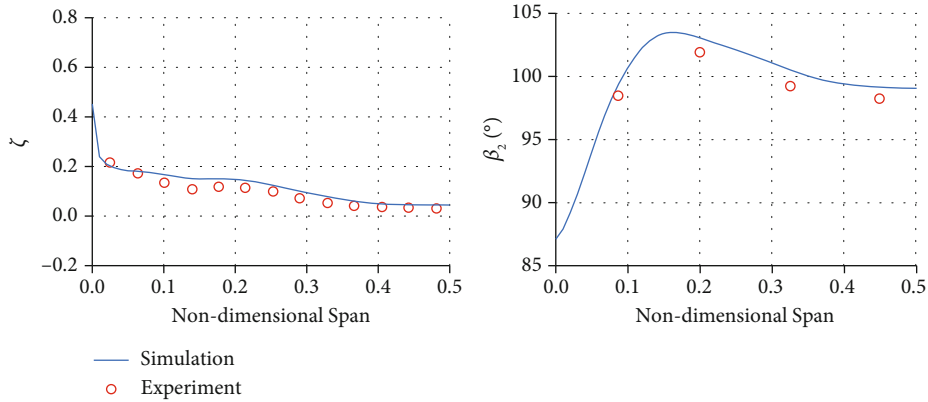 0.8
0.6
0.4
0.2
0.0
–0.2
ζ
0.0 0.1 0.2 0.3 0.4 0.5
Non-dimensional Span
105
100
95
90
85
β2 (°)
0.0 0.1 0.2 0.3 0.4 0.5
Non-dimensional Span
Simulation
Experiment